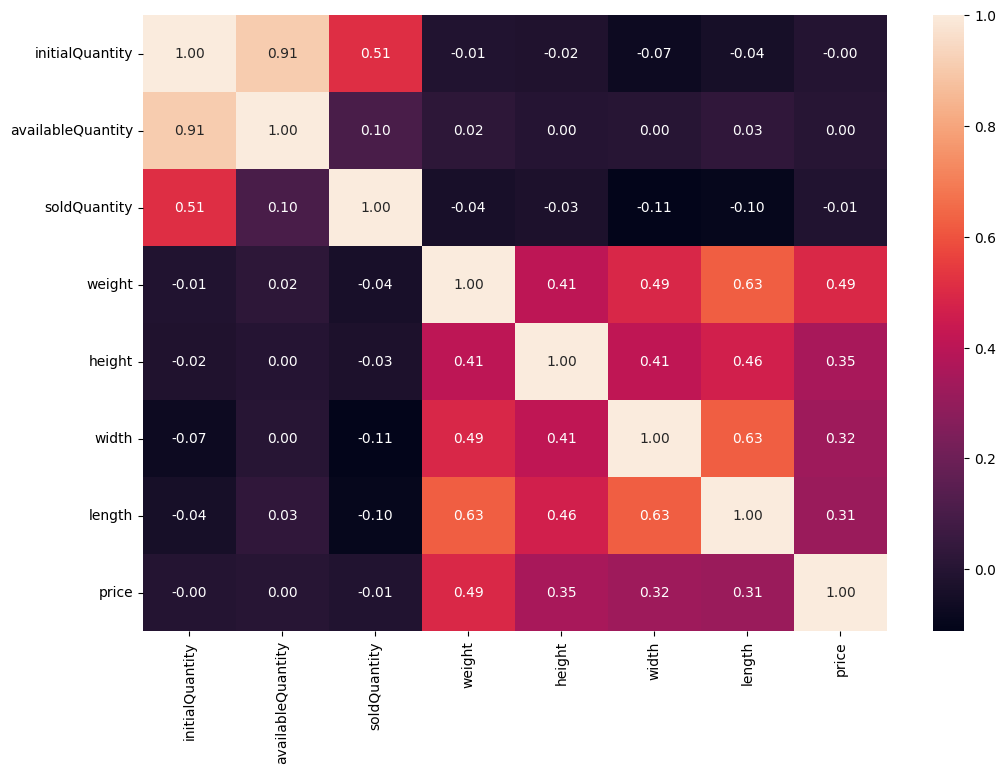 initialQuantity 1.00 0.91 0.51 -0.01 -0.02 -0.07 -0.04 -0.00
availableQuantity 0.91 1.00 0.10 0.02 0.00 0.00 0.03 0.00
soldQuantity 0.51 0.10 1.00 -0.04 -0.03 -0.11 -0.10 -0.01
weight -0.01 0.02 -0.04 1.00 0.41 0.49 0.63 0.49
height -0.02 0.00 -0.03 0.41 1.00 0.41 0.46 0.35
width -0.07 0.00 -0.11 0.49 0.41 1.00 0.63 0.32
length -0.04 0.03 -0.10 0.63 0.46 0.63 1.00 0.31
price -0.00 0.00 -0.01 0.49 0.35 0.32 0.31 1.00
initialQuantity
availableQuantity
soldQuantity
weight
height
width
length
price
1.0
0.8
0.6
0.4
0.2
0.0